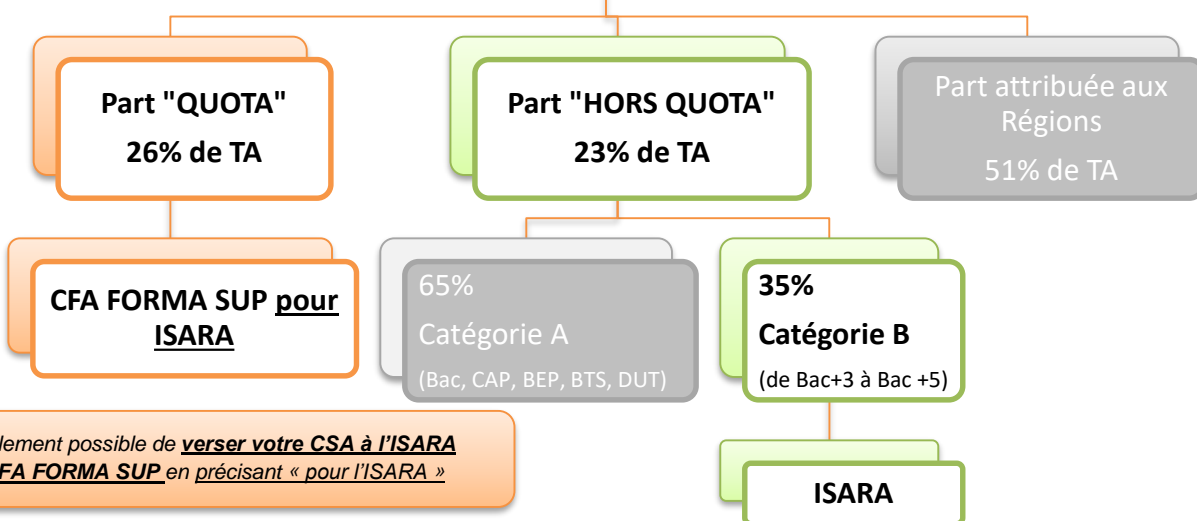 Part "QUOTA"
26% de TA
Part "HORS QUOTA"
23% de TA
Part attribuée aux
Régions
51% de TA
CFA FORMA SUP pour
ISARA
65%
Catégorie A
(Bac, CAP, BEP, BTS, DUT)
35%
Catégorie B
(de Bac+3 à Bac +5)
possible de verser votre CSA à l’ISARA
FORMA SUP en précisant « pour l’ISARA »
ISARA